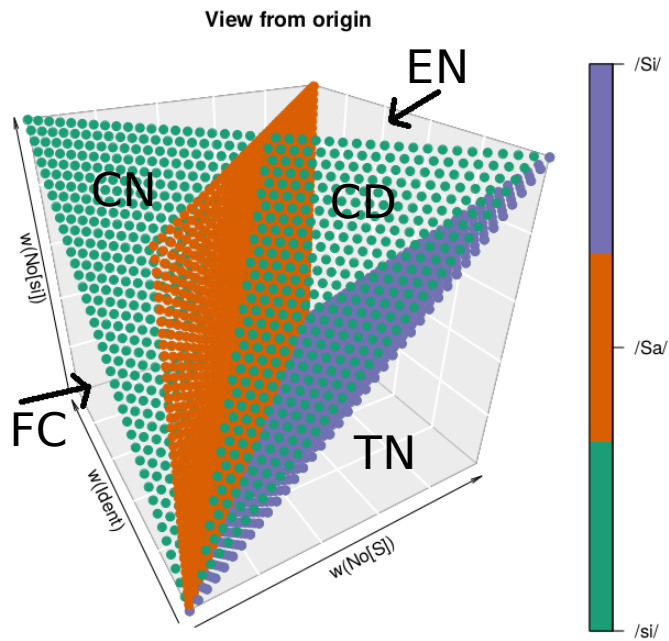 View from origin
EN
/Si/
CN
CD
w(No[si])
/Sa/
FC
TN
w(Ident)
w(No[S])
/si/